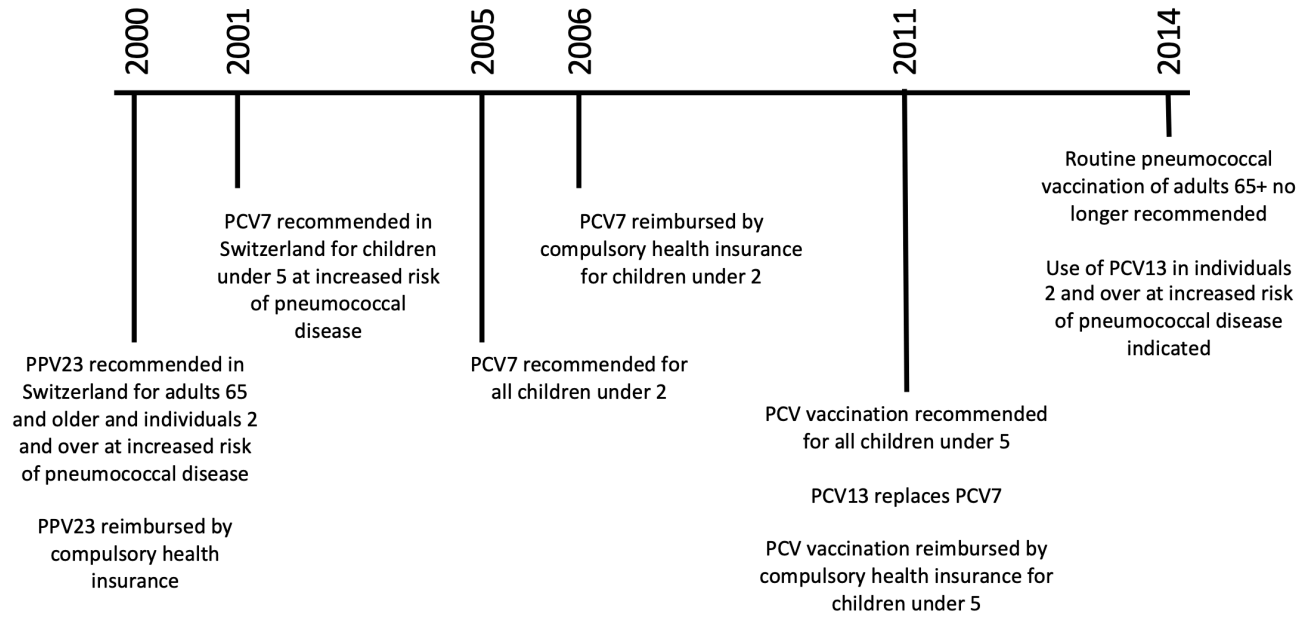 2000
2001
2005
2006
2011
2014
PPV23 recommended in
Switzerland for adults 65
and older and individuals 2
and over at increased risk
of pneumococcal disease
PPV23 reimbursed by
compulsory health
insurance
PCV7 recommended in
Switzerland for children
under 5 at increased risk
of pneumococcal
disease
PCV7 recommended for
all children under 2
PCV7 reimbursed by
compulsory health insurance
for children under 2
PCV vaccination recommended
for all children under 5
PCV13 replaces PCV7
PCV vaccination reimbursed by
compulsory health insurance for
children under 5
Routine pneumococcal
vaccination of adults 65+ no
longer recommended
Use of PCV13 in individuals
2 and over at increased risk
of pneumococcal disease
indicated